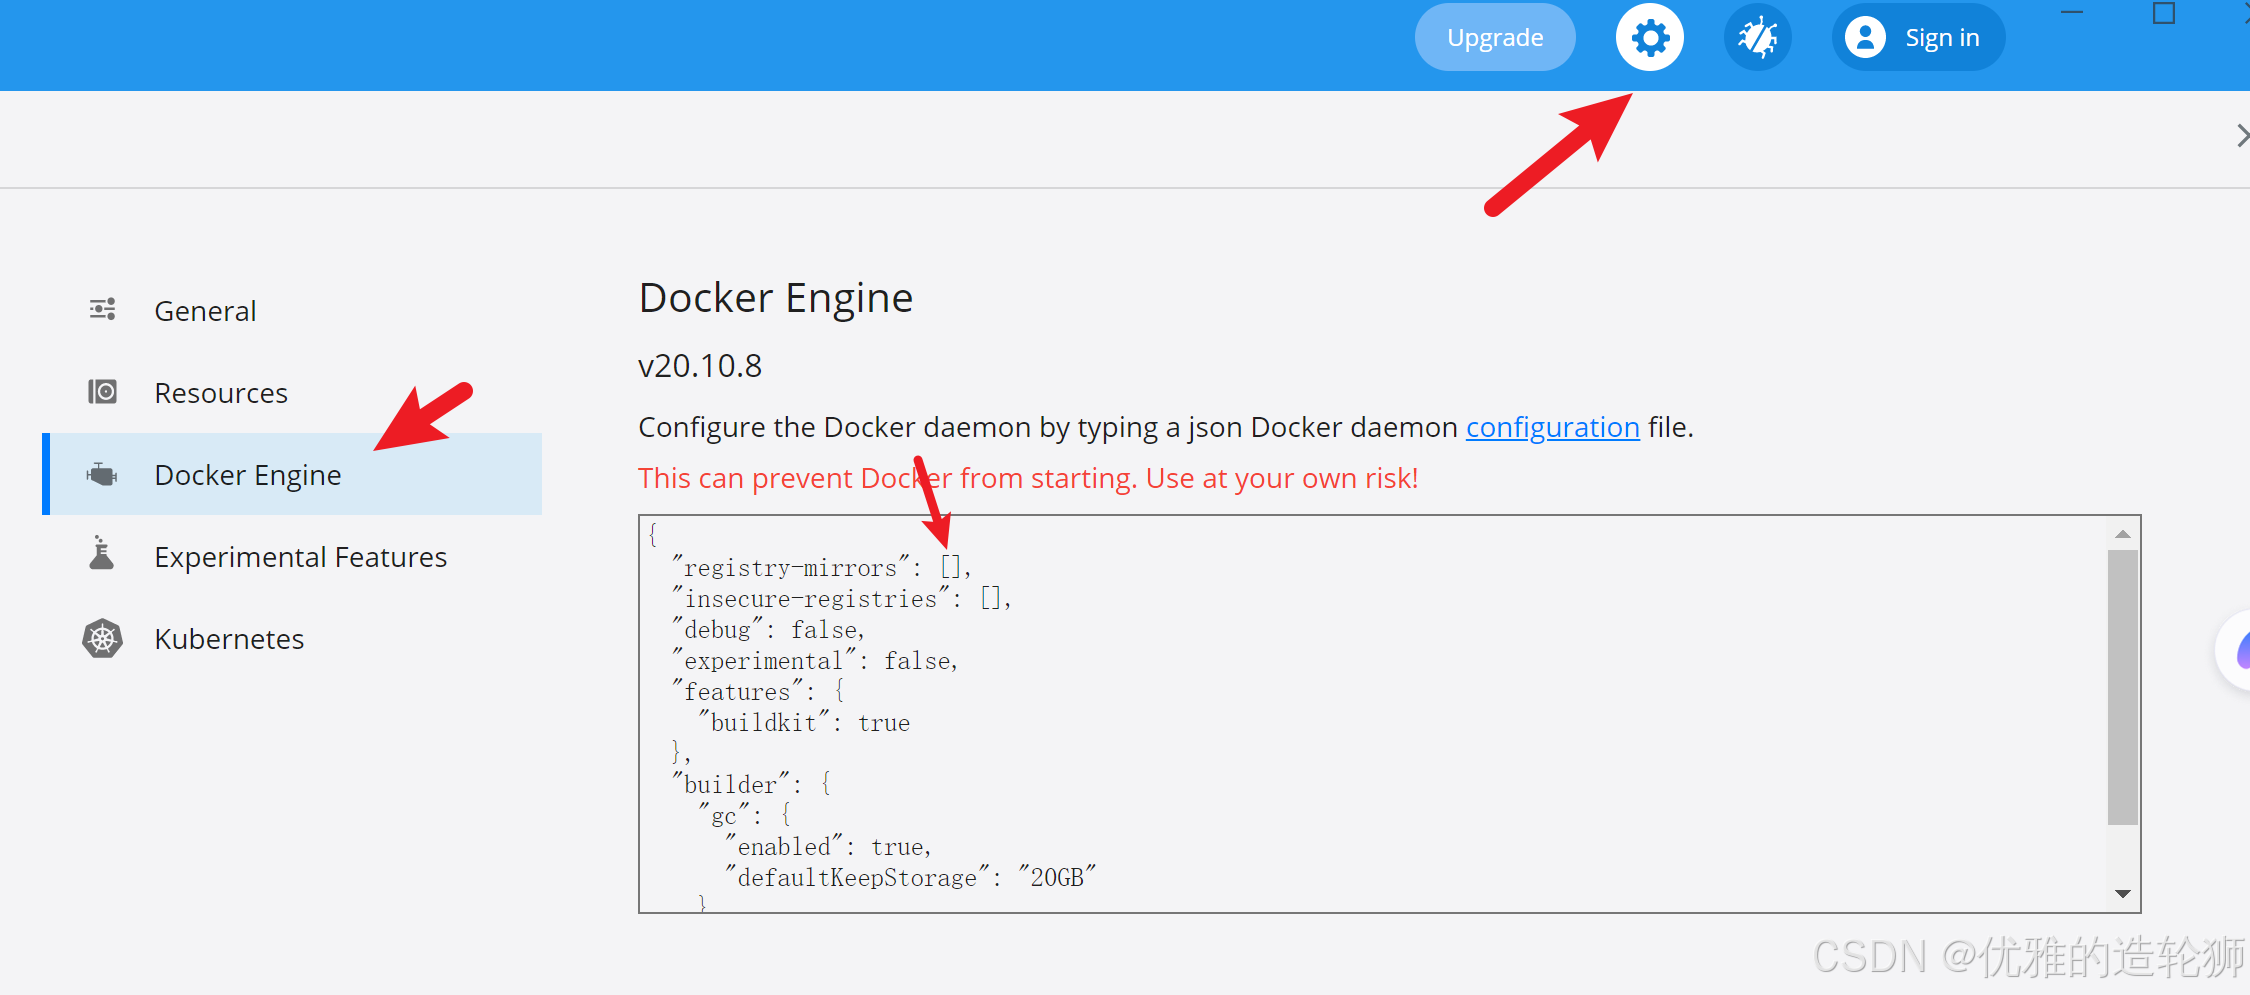 Upgrade
Sign in
General
Resources
Docker Engine
Experimental Features
Kubernetes
Docker Engine
v20.10.8
Configure the Docker daemon by typing a json Docker daemon configuration file.
This can prevent Docker from starting. Use at your own risk!
{
  "registry-mirrors": [],
  "insecure-registries": [],
  "debug": false,
  "experimental": false,
  "features": {
    "buildkit": true
  },
  "builder": {
    "gc": {
      "enabled": true,
      "defaultKeepStorage": "20GB"
    }
CSDN @优雅的造轮狮